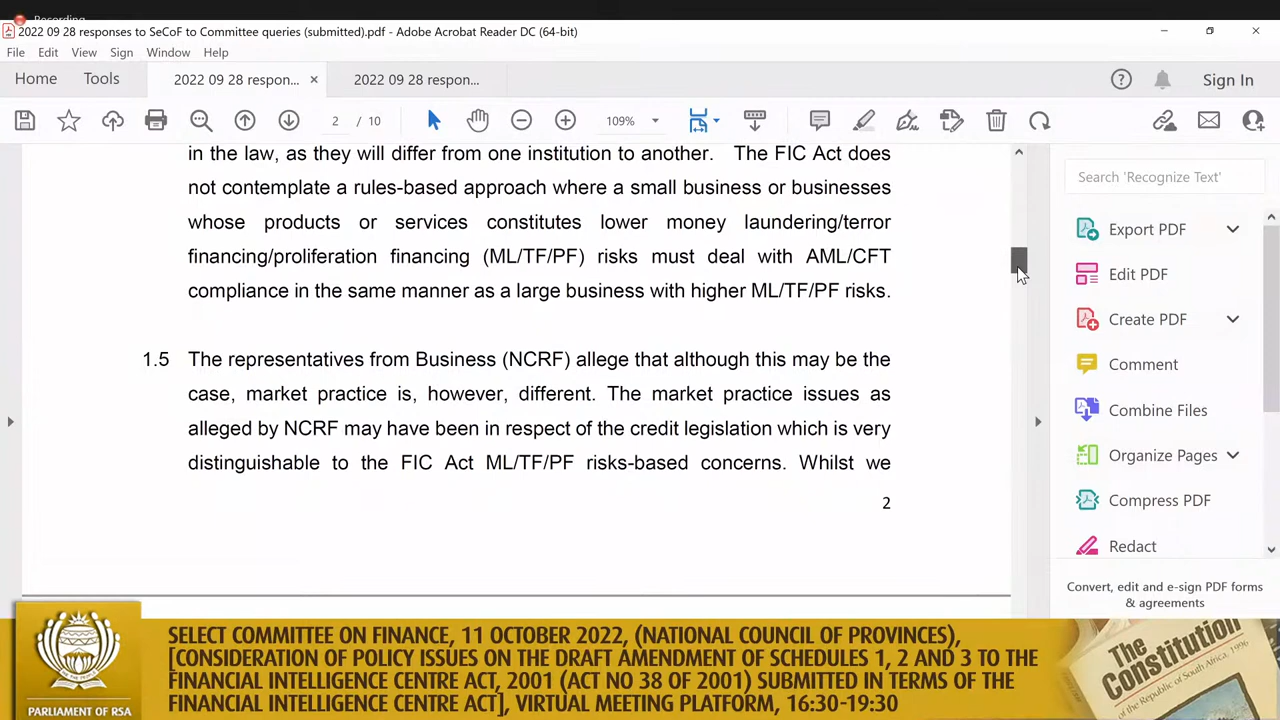 Recording
2022 09 28 responses to SeCoF to Committee queries (submitted).pdf - Adobe Acrobat Reader DC (64-bit)
File Edit View Sign Window Help
Home Tools 2022 09 28 respon... × 2022 09 28 respon... Sign In
2 / 10 109%
in the law, as they will differ from one institution to another. The FIC Act does
not contemplate a rules-based approach where a small business or businesses
whose products or services constitutes lower money laundering/terror
financing/proliferation financing (ML/TF/PF) risks must deal with AML/CFT
compliance in the same manner as a large business with higher ML/TF/PF risks.
1.5 The representatives from Business (NCRF) allege that although this may be the
case, market practice is, however, different. The market practice issues as
alleged by NCRF may have been in respect of the credit legislation which is very
distinguishable to the FIC Act ML/TF/PF risks-based concerns. Whilst we
2
Search 'Recognize Text'
Export PDF
Edit PDF
Create PDF
Comment
Combine Files
Organize Pages
Compress PDF
Redact
Convert, edit and e-sign PDF forms
& agreements
SELECT COMMITTEE ON FINANCE, 11 OCTOBER 2022, (NATIONAL COUNCIL OF PROVINCES),
[CONSIDERATION OF POLICY ISSUES ON THE DRAFT AMENDMENT OF SCHEDULES 1, 2 AND 3 TO THE
FINANCIAL INTELLIGENCE CENTRE ACT, 2001 (ACT NO 38 OF 2001) SUBMITTED IN TERMS OF THE
FINANCIAL INTELLIGENCE CENTRE ACT], VIRTUAL MEETING PLATFORM, 16:30-19:30
PARLIAMENT OF RSA
The
Constitution
of the Republic of South Africa, 1996